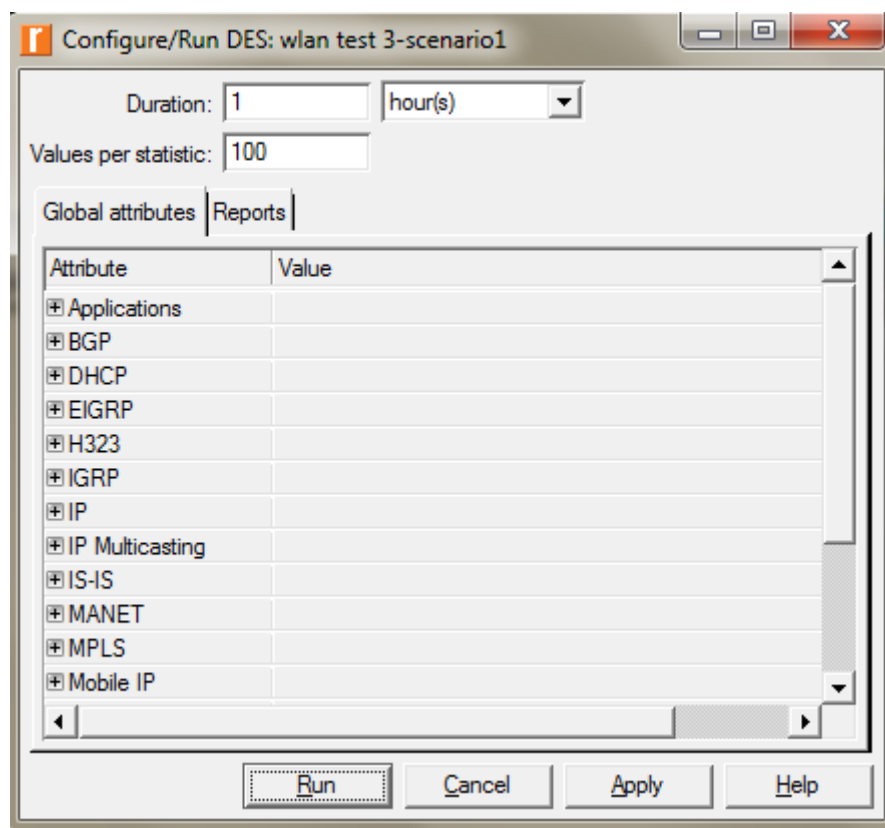 Configure/Run DES: wlan test 3-scenario1
Duration: 1 hour(s)
Values per statistic: 100
Global attributes Reports
Attribute Value
Applications
BGP
DHCP
EIGRP
H323
IGRP
IP
IP Multicasting
IS-IS
MANET
MPLS
Mobile IP
Run Cancel Apply Help